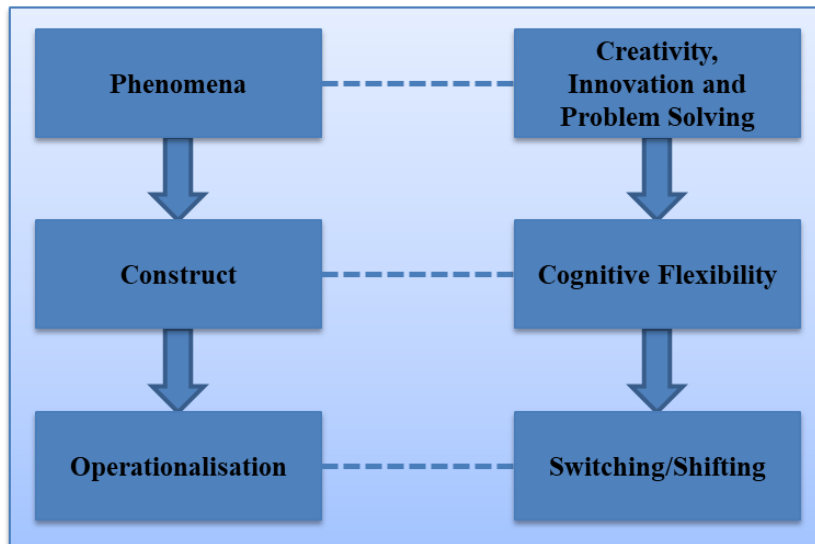 Phenomena
Creativity,
Innovation and
Problem Solving
Construct
Cognitive Flexibility
Operationalisation
Switching/Shifting